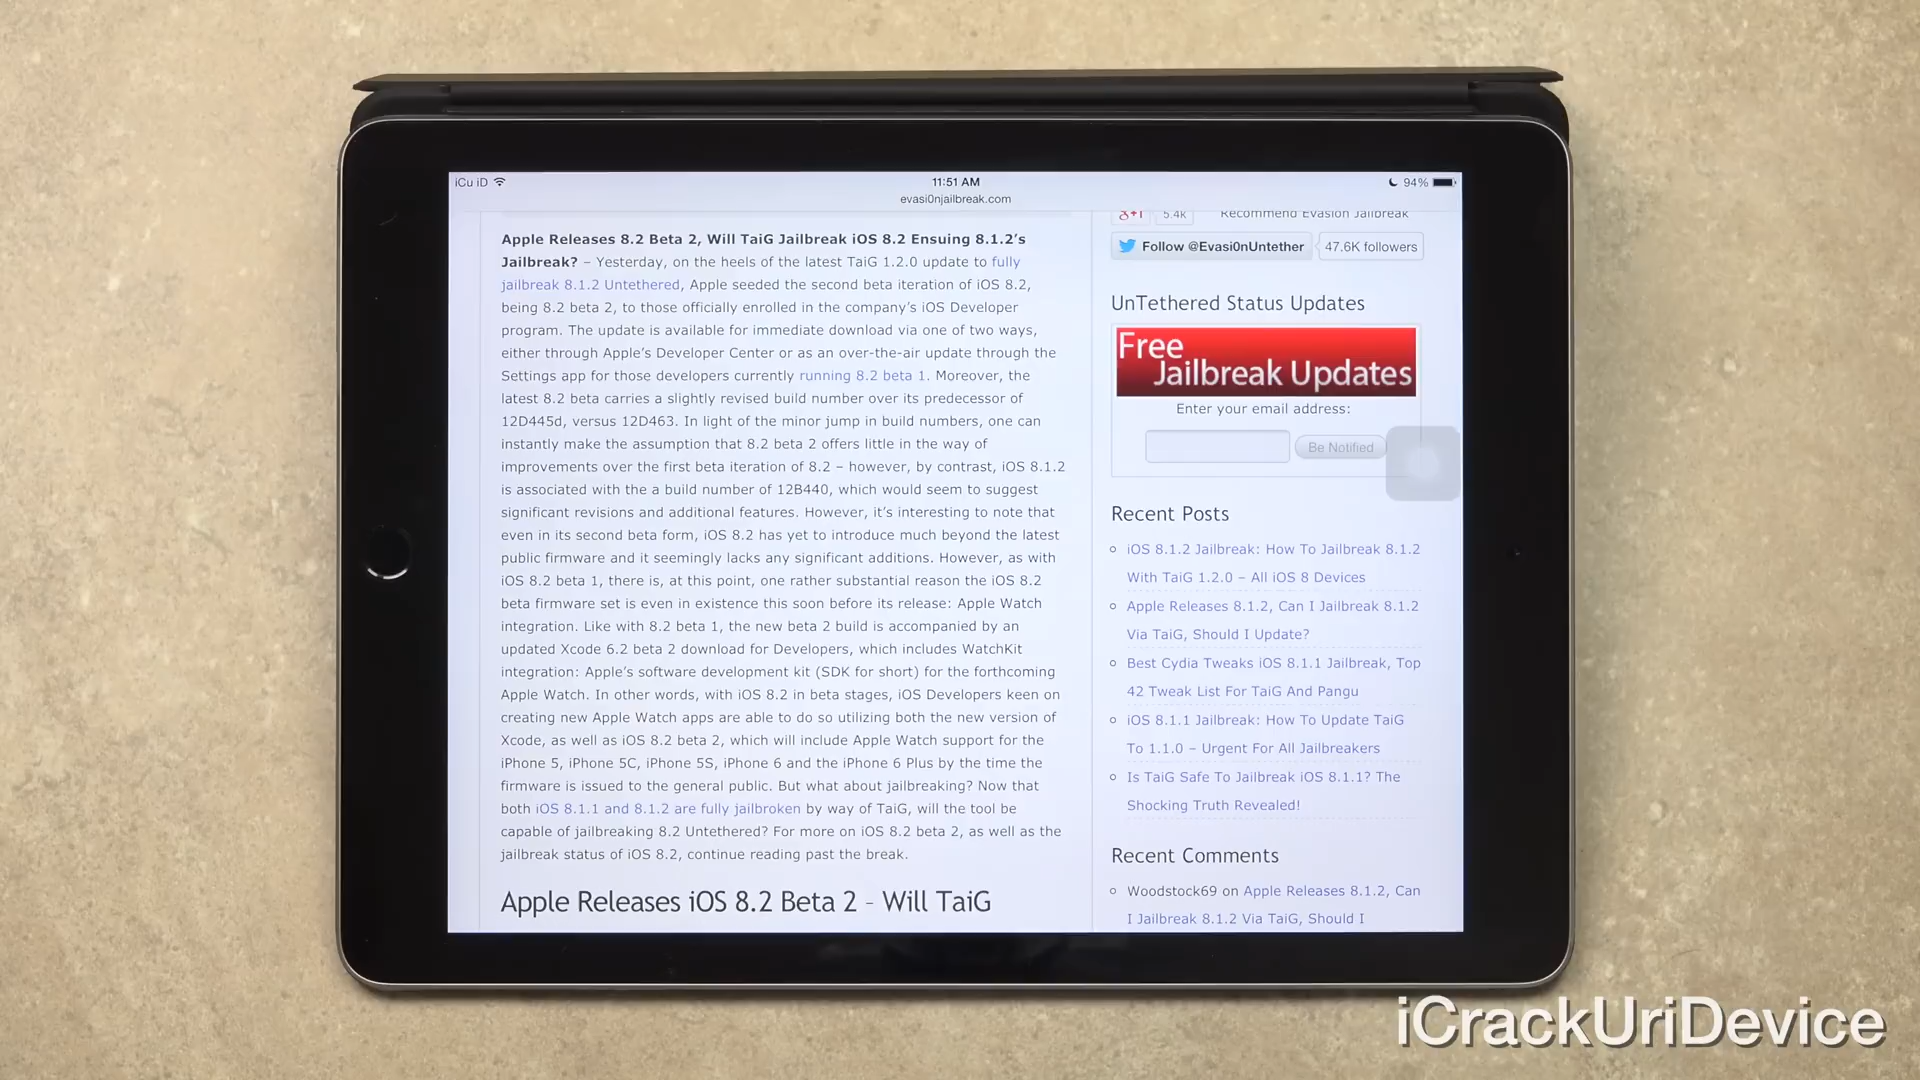 iCu iD
11:51 AM
94%
evasi0njailbreak.com
Apple Releases 8.2 Beta 2, Will TaiG Jailbreak iOS 8.2 Ensuing 8.1.2’s
Jailbreak? – Yesterday, on the heels of the latest TaiG 1.2.0 update to fully
jailbreak 8.1.2 Untethered, Apple seeded the second beta iteration of iOS 8.2,
being 8.2 beta 2, to those officially enrolled in the company’s iOS Developer
program. The update is available for immediate download via one of two ways,
either through Apple’s Developer Center or as an over-the-air update through the
Settings app for those developers currently running 8.2 beta 1. Moreover, the
latest 8.2 beta carries a slightly revised build number over its predecessor of
12D445d, versus 12D463. In light of the minor jump in build numbers, one can
instantly make the assumption that 8.2 beta 2 offers little in the way of
improvements over the first beta iteration of 8.2 – however, by contrast, iOS 8.1.2
is associated with the a build number of 12B440, which would seem to suggest
significant revisions and additional features. However, it’s interesting to note that
even in its second beta form, iOS 8.2 has yet to introduce much beyond the latest
public firmware and it seemingly lacks any significant additions. However, as with
iOS 8.2 beta 1, there is, at this point, one rather substantial reason the iOS 8.2
beta firmware set is even in existence this soon before its release: Apple Watch
integration. Like with 8.2 beta 1, the new beta 2 build is accompanied by an
updated Xcode 6.2 beta 2 download for Developers, which includes WatchKit
integration: Apple’s software development kit (SDK for short) for the forthcoming
Apple Watch. In other words, with iOS 8.2 in beta stages, iOS Developers keen on
creating new Apple Watch apps are able to do so utilizing both the new version of
Xcode, as well as iOS 8.2 beta 2, which will include Apple Watch support for the
iPhone 5, iPhone 5C, iPhone 5S, iPhone 6 and the iPhone 6 Plus by the time the
firmware is issued to the general public. But what about jailbreaking? Now that
both iOS 8.1.1 and 8.1.2 are fully jailbroken by way of TaiG, will the tool be
capable of jailbreaking 8.2 Untethered? For more on iOS 8.2 beta 2, as well as the
jailbreak status of iOS 8.2, continue reading past the break.
Apple Releases iOS 8.2 Beta 2 – Will TaiG
g+1 5.4k Recommend Evasion Jailbreak
Follow @Evasi0nUntether 47.6K followers
UnTethered Status Updates
Free
Jailbreak Updates
Enter your email address:
Be Notified
Recent Posts
iOS 8.1.2 Jailbreak: How To Jailbreak 8.1.2
With TaiG 1.2.0 – All iOS 8 Devices
Apple Releases 8.1.2, Can I Jailbreak 8.1.2
Via TaiG, Should I Update?
Best Cydia Tweaks iOS 8.1.1 Jailbreak, Top
42 Tweak List For TaiG And Pangu
iOS 8.1.1 Jailbreak: How To Update TaiG
To 1.1.0 – Urgent For All Jailbreakers
Is TaiG Safe To Jailbreak iOS 8.1.1? The
Shocking Truth Revealed!
Recent Comments
Woodstock69 on Apple Releases 8.1.2, Can
I Jailbreak 8.1.2 Via TaiG, Should I
iCrackUriDevice